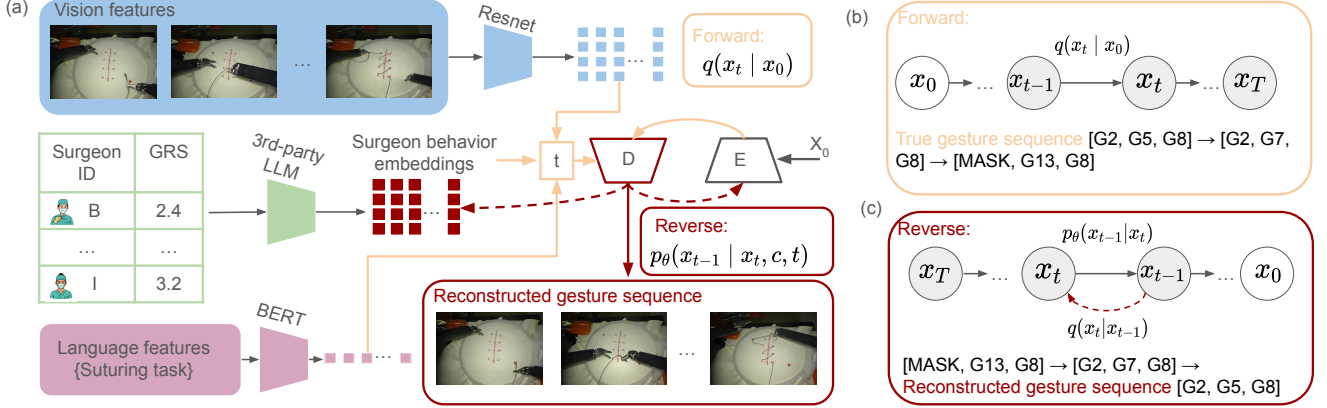 (a)
Vision features
...
Resnet
...
Forward:
q(x_t | x_0)
Surgeon ID
GRS
B
2.4
...
...
I
3.2
3rd-party LLM
Surgeon behavior
embeddings
...
t
D
E
X_0
Reverse:
p_θ(x_{t-1} | x_t, c, t)
Language features
{Suturing task}
BERT
...
Reconstructed gesture sequence
...
(b)
Forward:
q(x_t | x_0)
x_0
...
x_{t-1}
x_t
...
x_T
True gesture sequence [G2, G5, G8] → [G2, G7,
G8] → [MASK, G13, G8]
(c)
Reverse:
p_θ(x_{t-1}|x_t)
x_T
...
x_t
x_{t-1}
...
x_0
q(x_t|x_{t-1})
[MASK, G13, G8] → [G2, G7, G8] →
Reconstructed gesture sequence [G2, G5, G8]